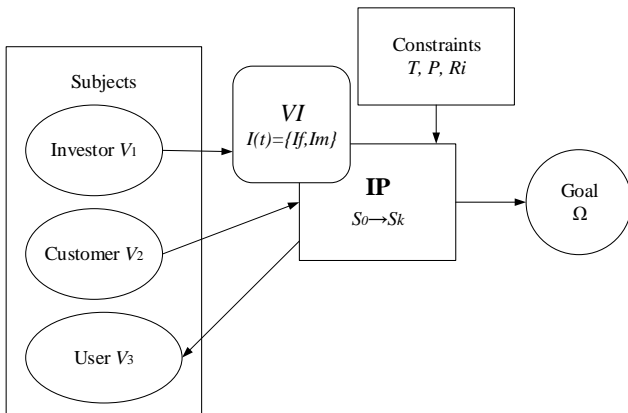 Subjects
Investor V1
Customer V2
User V3
VI
I(t)={If,Im}
Constraints
T, P, Ri
IP
S0→Sk
Goal
Ω